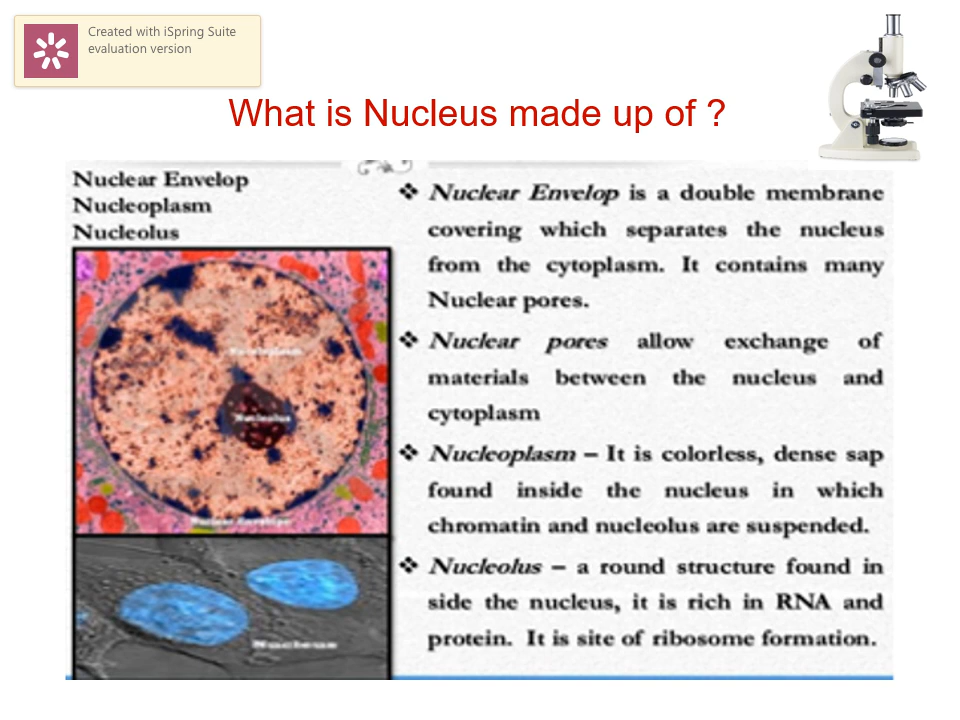 Created with iSpring Suite
evaluation version
What is Nucleus made up of ?
Nuclear Envelop
Nucleoplasm
Nucleolus
Nucleoplasm
Nucleolus
Nuclear Envelope
Nucleus
❖ Nuclear Envelop is a double membrane
covering which separates the nucleus
from the cytoplasm. It contains many
Nuclear pores.
❖ Nuclear pores allow exchange of
materials between the nucleus and
cytoplasm
❖ Nucleoplasm – It is colorless, dense sap
found inside the nucleus in which
chromatin and nucleolus are suspended.
❖ Nucleolus – a round structure found in
side the nucleus, it is rich in RNA and
protein. It is site of ribosome formation.